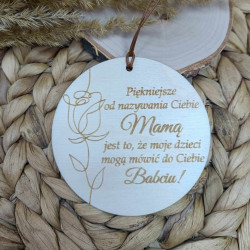 Piękniejsze
od nazywania Ciebie
Mamą
jest to, że moje dzieci
mogą mówić do Ciebie
Babciu!